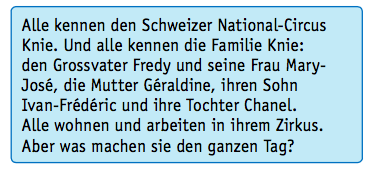 Alle kennen den Schweizer National-Circus
Knie. Und alle kennen die Familie Knie:
den Grossvater Fredy und seine Frau Mary-
José, die Mutter Géraldine, ihren Sohn
Ivan-Frédéric und ihre Tochter Chanel.
Alle wohnen und arbeiten in ihrem Zirkus.
Aber was machen sie den ganzen Tag?